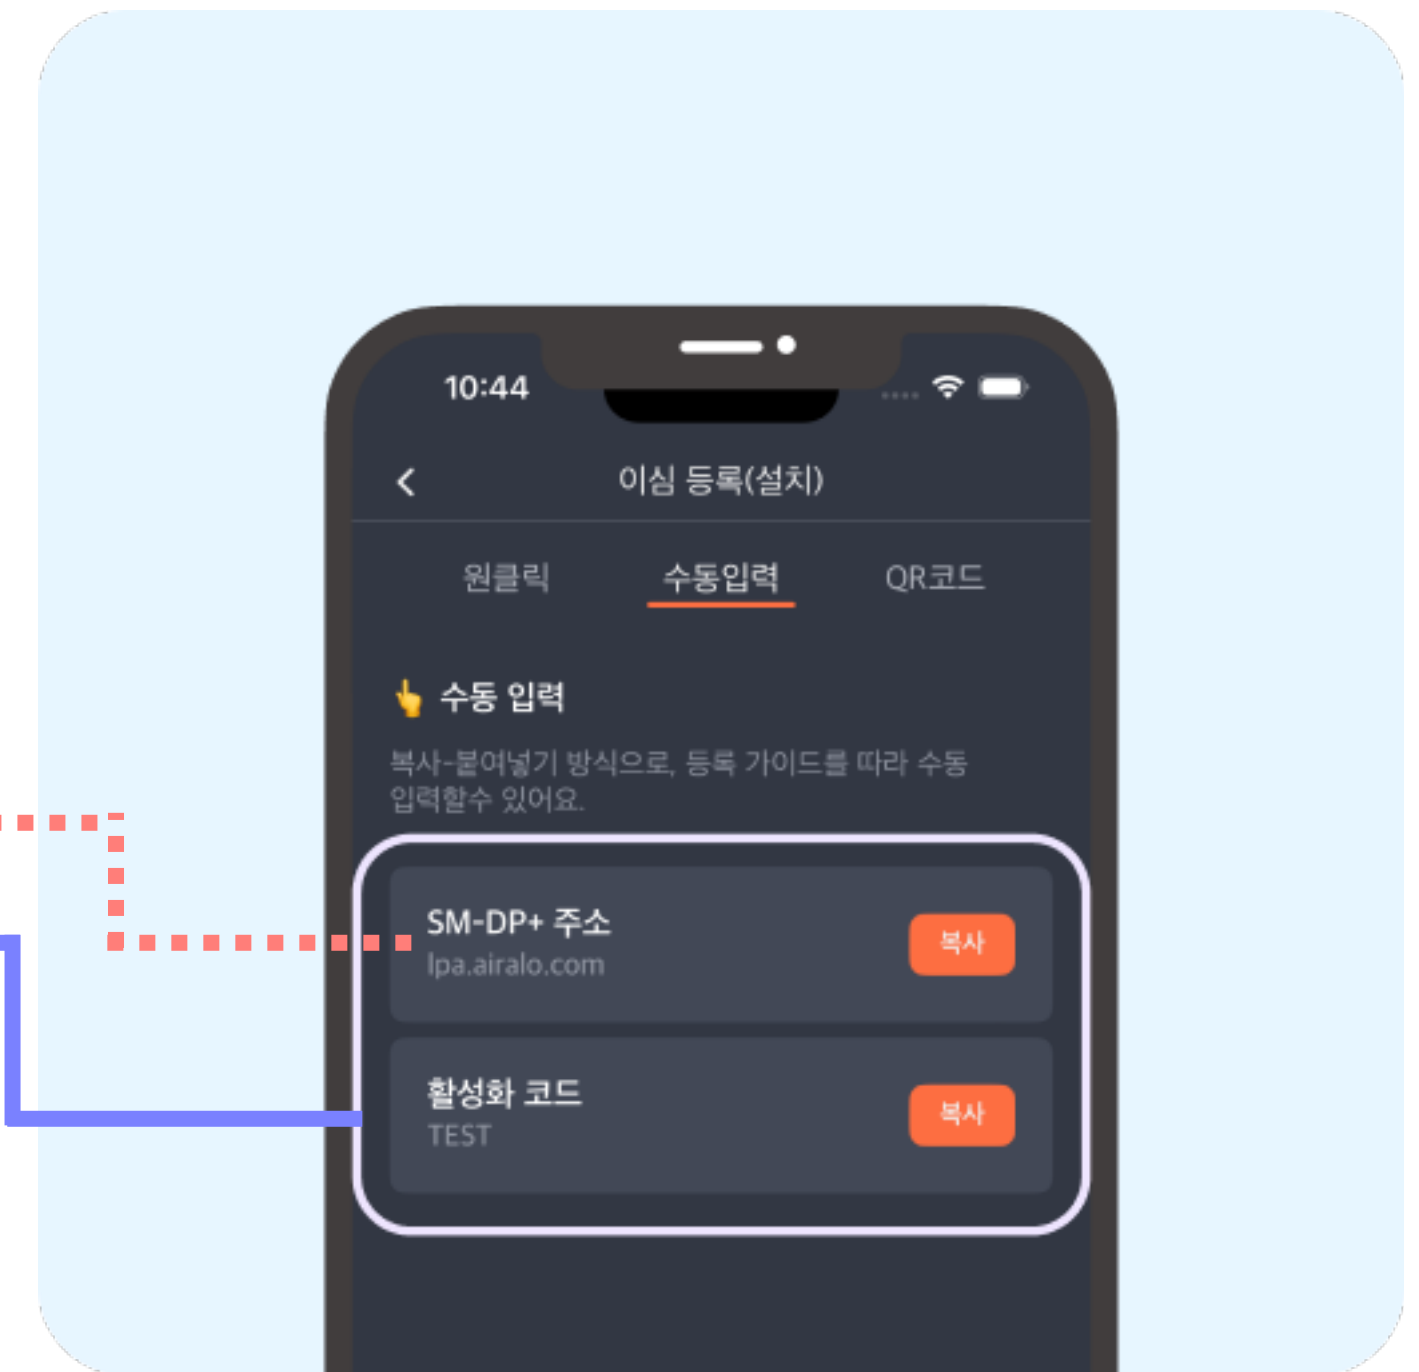 10:44
이심 등록(설치)
원클릭 수동입력 QR코드
👆 수동 입력
복사-붙여넣기 방식으로, 등록 가이드를 따라 수동
입력할수 있어요.
SM-DP+ 주소
lpa.airalo.com
복사
활성화 코드
TEST
복사